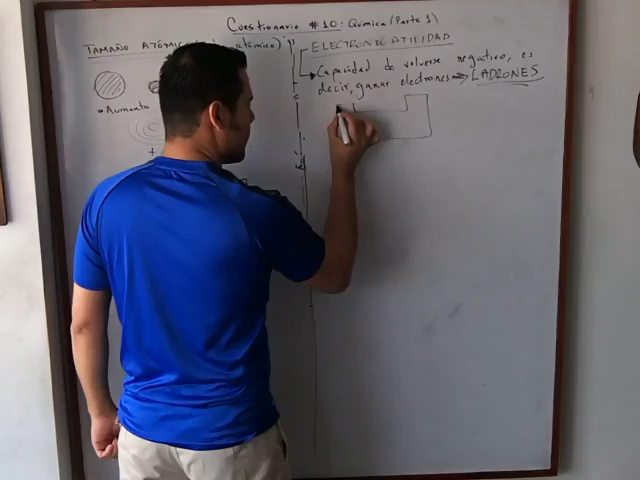 Cuestionario #10: Química (Parte 1)
TAMAÑO ATÓMICO atómico)
ELECTRONEGATIVIDAD
Capacidad de volverse negativo, es
decir, ganar electrones LADRONES
• Aumenta
+